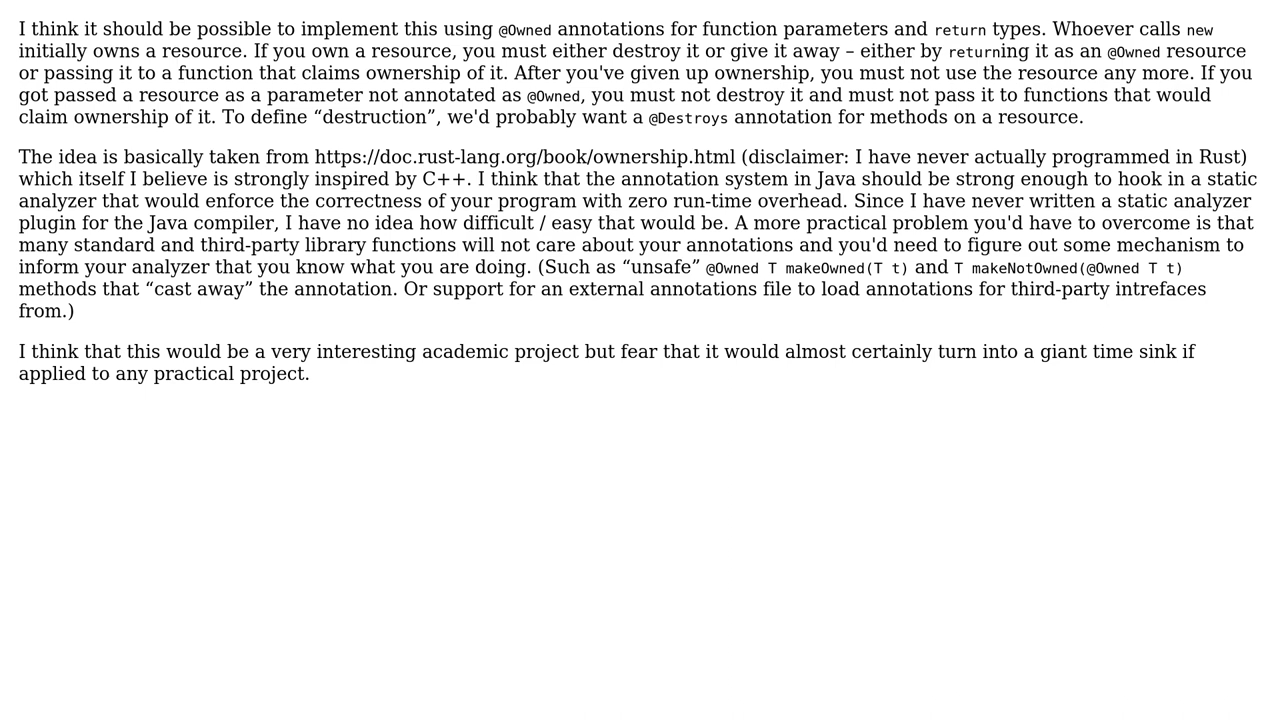 I think it should be possible to implement this using @Owned annotations for function parameters and return types. Whoever calls new
initially owns a resource. If you own a resource, you must either destroy it or give it away – either by returning it as an @Owned resource
or passing it to a function that claims ownership of it. After you've given up ownership, you must not use the resource any more. If you
got passed a resource as a parameter not annotated as @Owned, you must not destroy it and must not pass it to functions that would
claim ownership of it. To define “destruction”, we'd probably want a @Destroys annotation for methods on a resource.
The idea is basically taken from https://doc.rust-lang.org/book/ownership.html (disclaimer: I have never actually programmed in Rust)
which itself I believe is strongly inspired by C++. I think that the annotation system in Java should be strong enough to hook in a static
analyzer that would enforce the correctness of your program with zero run-time overhead. Since I have never written a static analyzer
plugin for the Java compiler, I have no idea how difficult / easy that would be. A more practical problem you'd have to overcome is that
many standard and third-party library functions will not care about your annotations and you'd need to figure out some mechanism to
inform your analyzer that you know what you are doing. (Such as “unsafe” @Owned T makeOwned(T t) and T makeNotOwned(@Owned T t)
methods that “cast away” the annotation. Or support for an external annotations file to load annotations for third-party intrefaces
from.)
I think that this would be a very interesting academic project but fear that it would almost certainly turn into a giant time sink if
applied to any practical project.